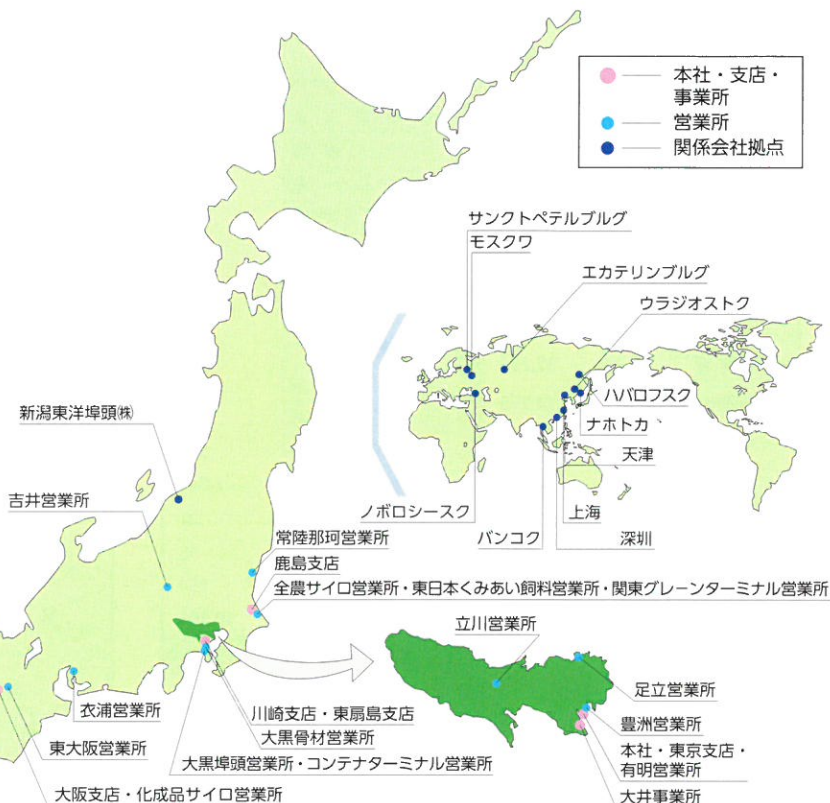 本社・支店・
事業所
営業所
関係会社拠点
サンクトペテルブルグ
モスクワ
エカテリンブルグ
ウラジオストク
ハバロフスク
ナホトカ
天津
上海
深圳
バンコク
ノボロシースク
新潟東洋埠頭㈱
吉井営業所
常陸那珂営業所
鹿島支店
全農サイロ営業所・東日本くみあい飼料営業所・関東グレーンターミナル営業所
立川営業所
足立営業所
豊洲営業所
本社・東京支店・
有明営業所
大井事業所
川崎支店・東扇島支店
大黒骨材営業所
大黒埠頭営業所・コンテナターミナル営業所
衣浦営業所
東大阪営業所
大阪支店・化成品サイロ営業所